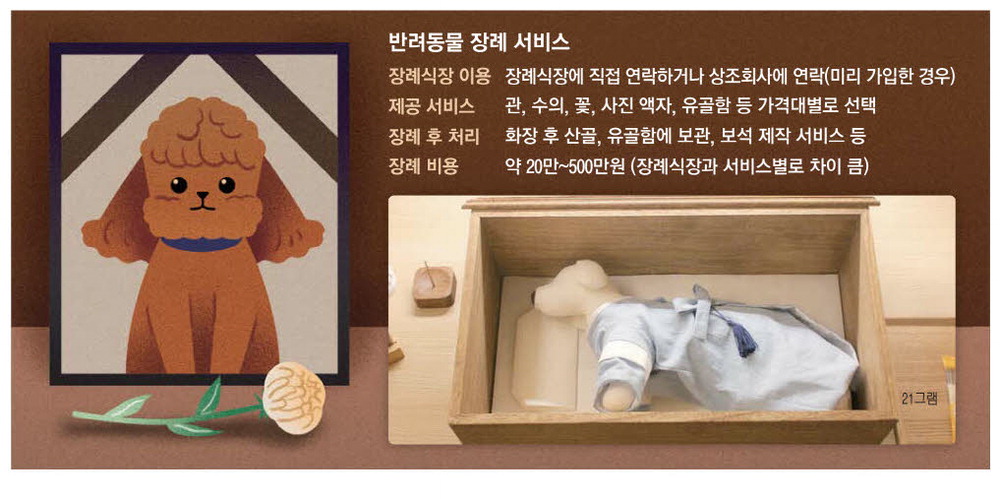 반려동물 장례 서비스
장례식장 이용 장례식장에 직접 연락하거나 상조회사에 연락(미리 가입한 경우)
제공 서비스 관, 수의, 꽃, 사진 액자, 유골함 등 가격대별로 선택
장례 후 처리 화장 후 산골, 유골함에 보관, 보석 제작 서비스 등
장례 비용 약 20만~500만원 (장례식장과 서비스별로 차이 큼)
21그램